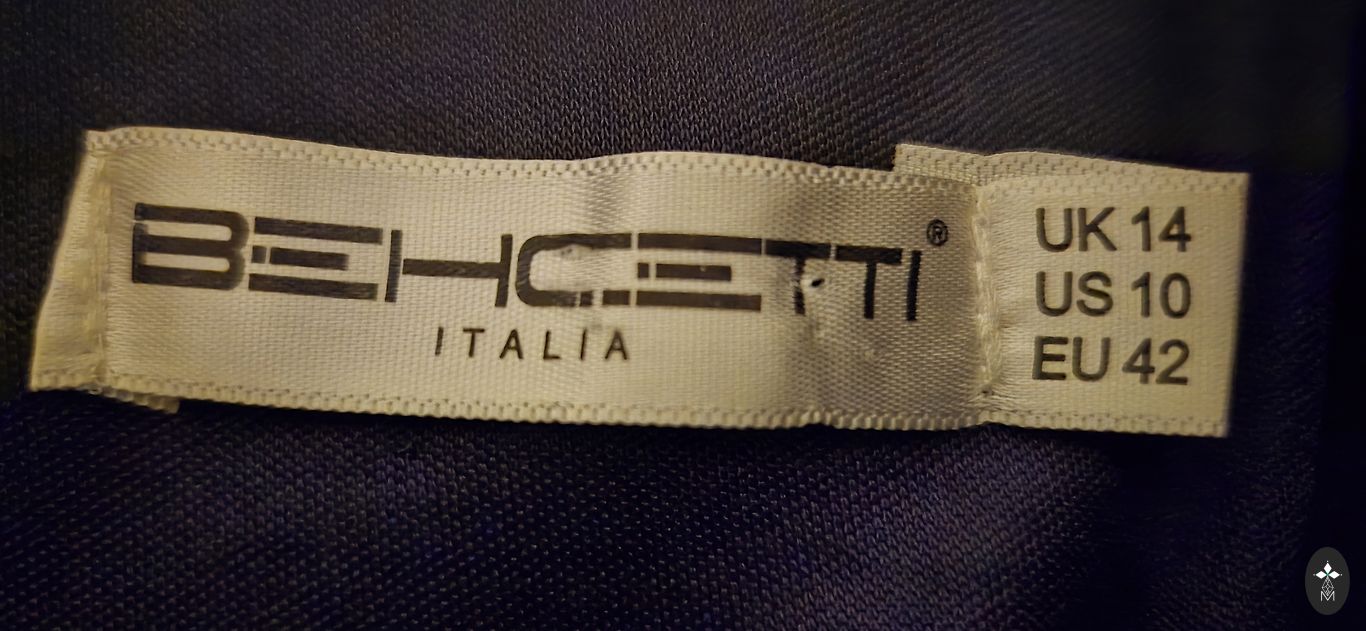 BEHCETTI®
ITALIA
UK 14
US 10
EU 42
M